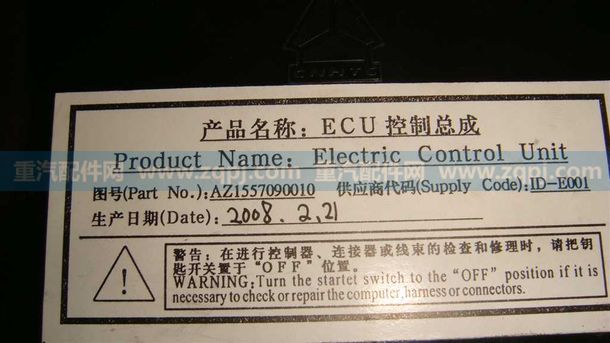 CNHTC
产品名称：ECU 控制总成
重汽配件网 www.zqpj.com 重汽配件网 www.zqpj.com
Product Name: Electric Control Unit
图号(Part No.):AZ1557090010 供应商代码(Supply Code):ID-E001
生产日期(Date): 2008.2.21
警告：在进行控制器、连接器或线束的检查和修理时，请把钥
匙开关置于“OFF”位置。
WARNING:Turn the startet switch to the “OFF” position if it is
necessary to check or repair the computer,harness or connectors.